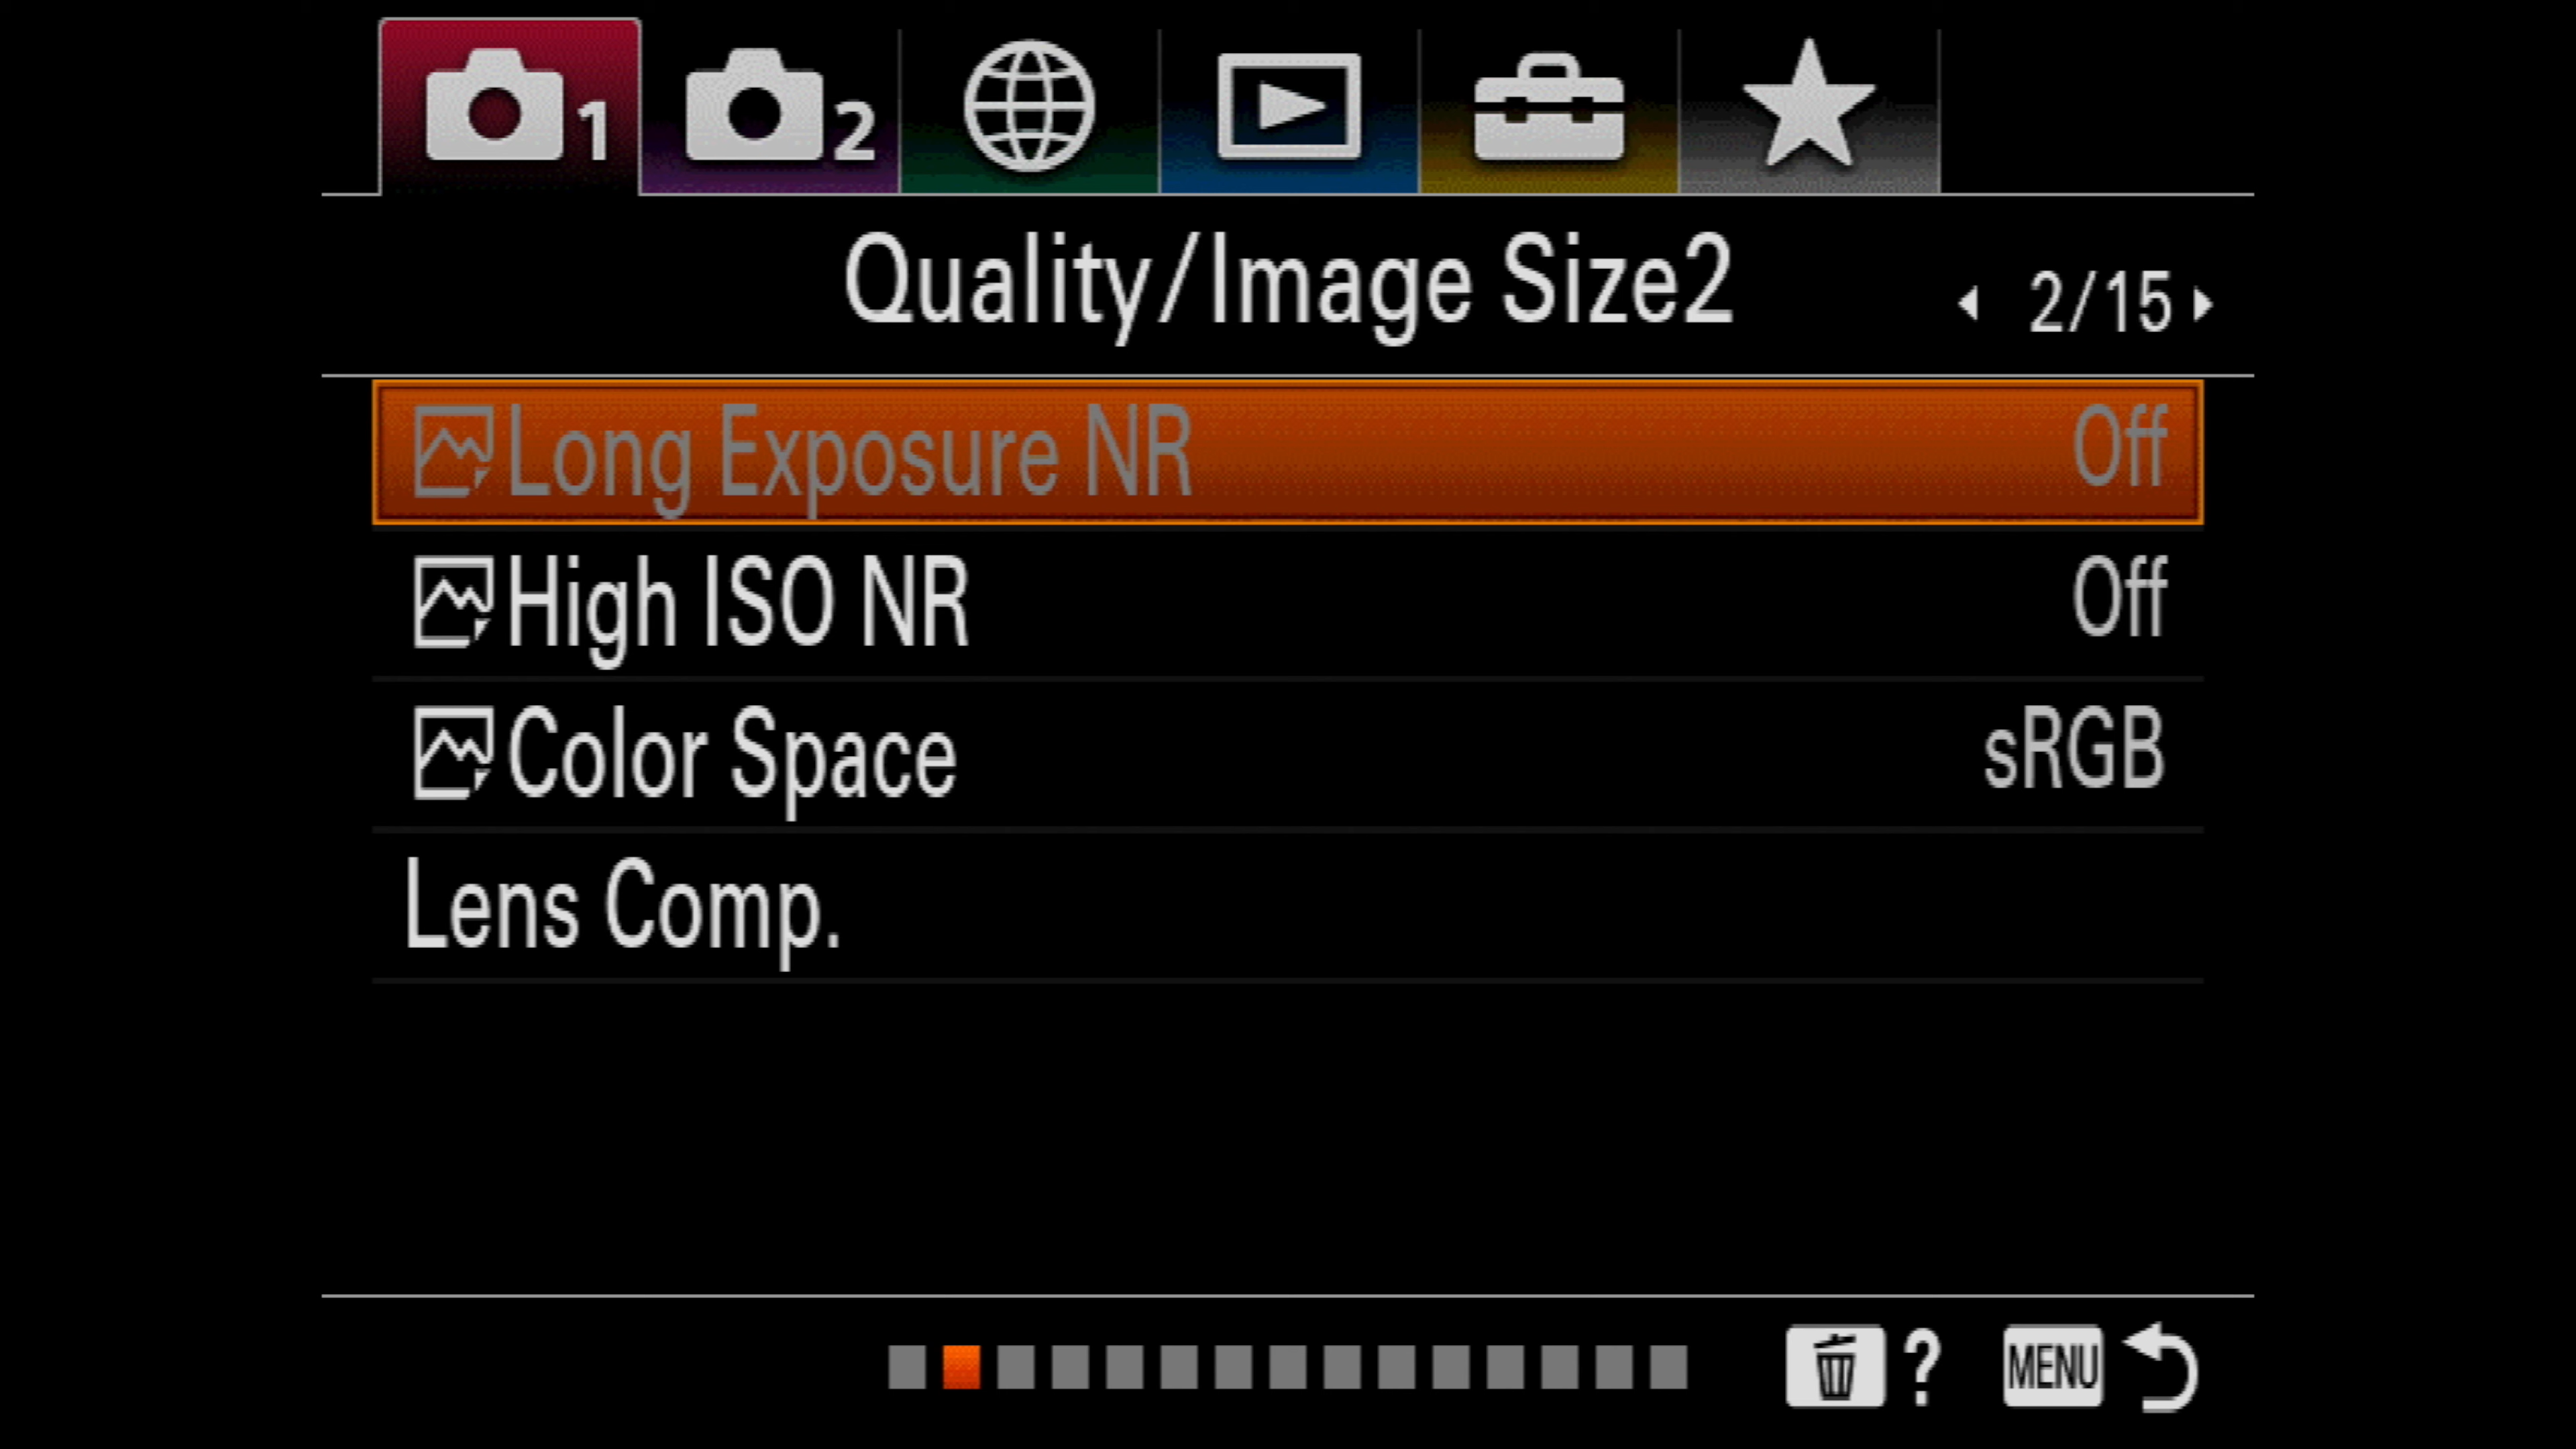 1 2
Quality/Image Size2 2/15
Long Exposure NR Off
High ISO NR Off
Color Space sRGB
Lens Comp.
? MENU